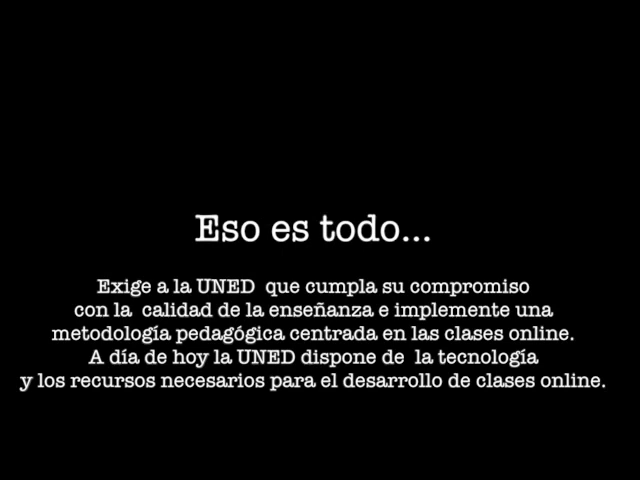 Eso es todo...
Exige a la UNED que cumpla su compromiso
con la calidad de la enseñanza e implemente una
metodología pedagógica centrada en las clases online.
A día de hoy la UNED dispone de la tecnología
y los recursos necesarios para el desarrollo de clases online.